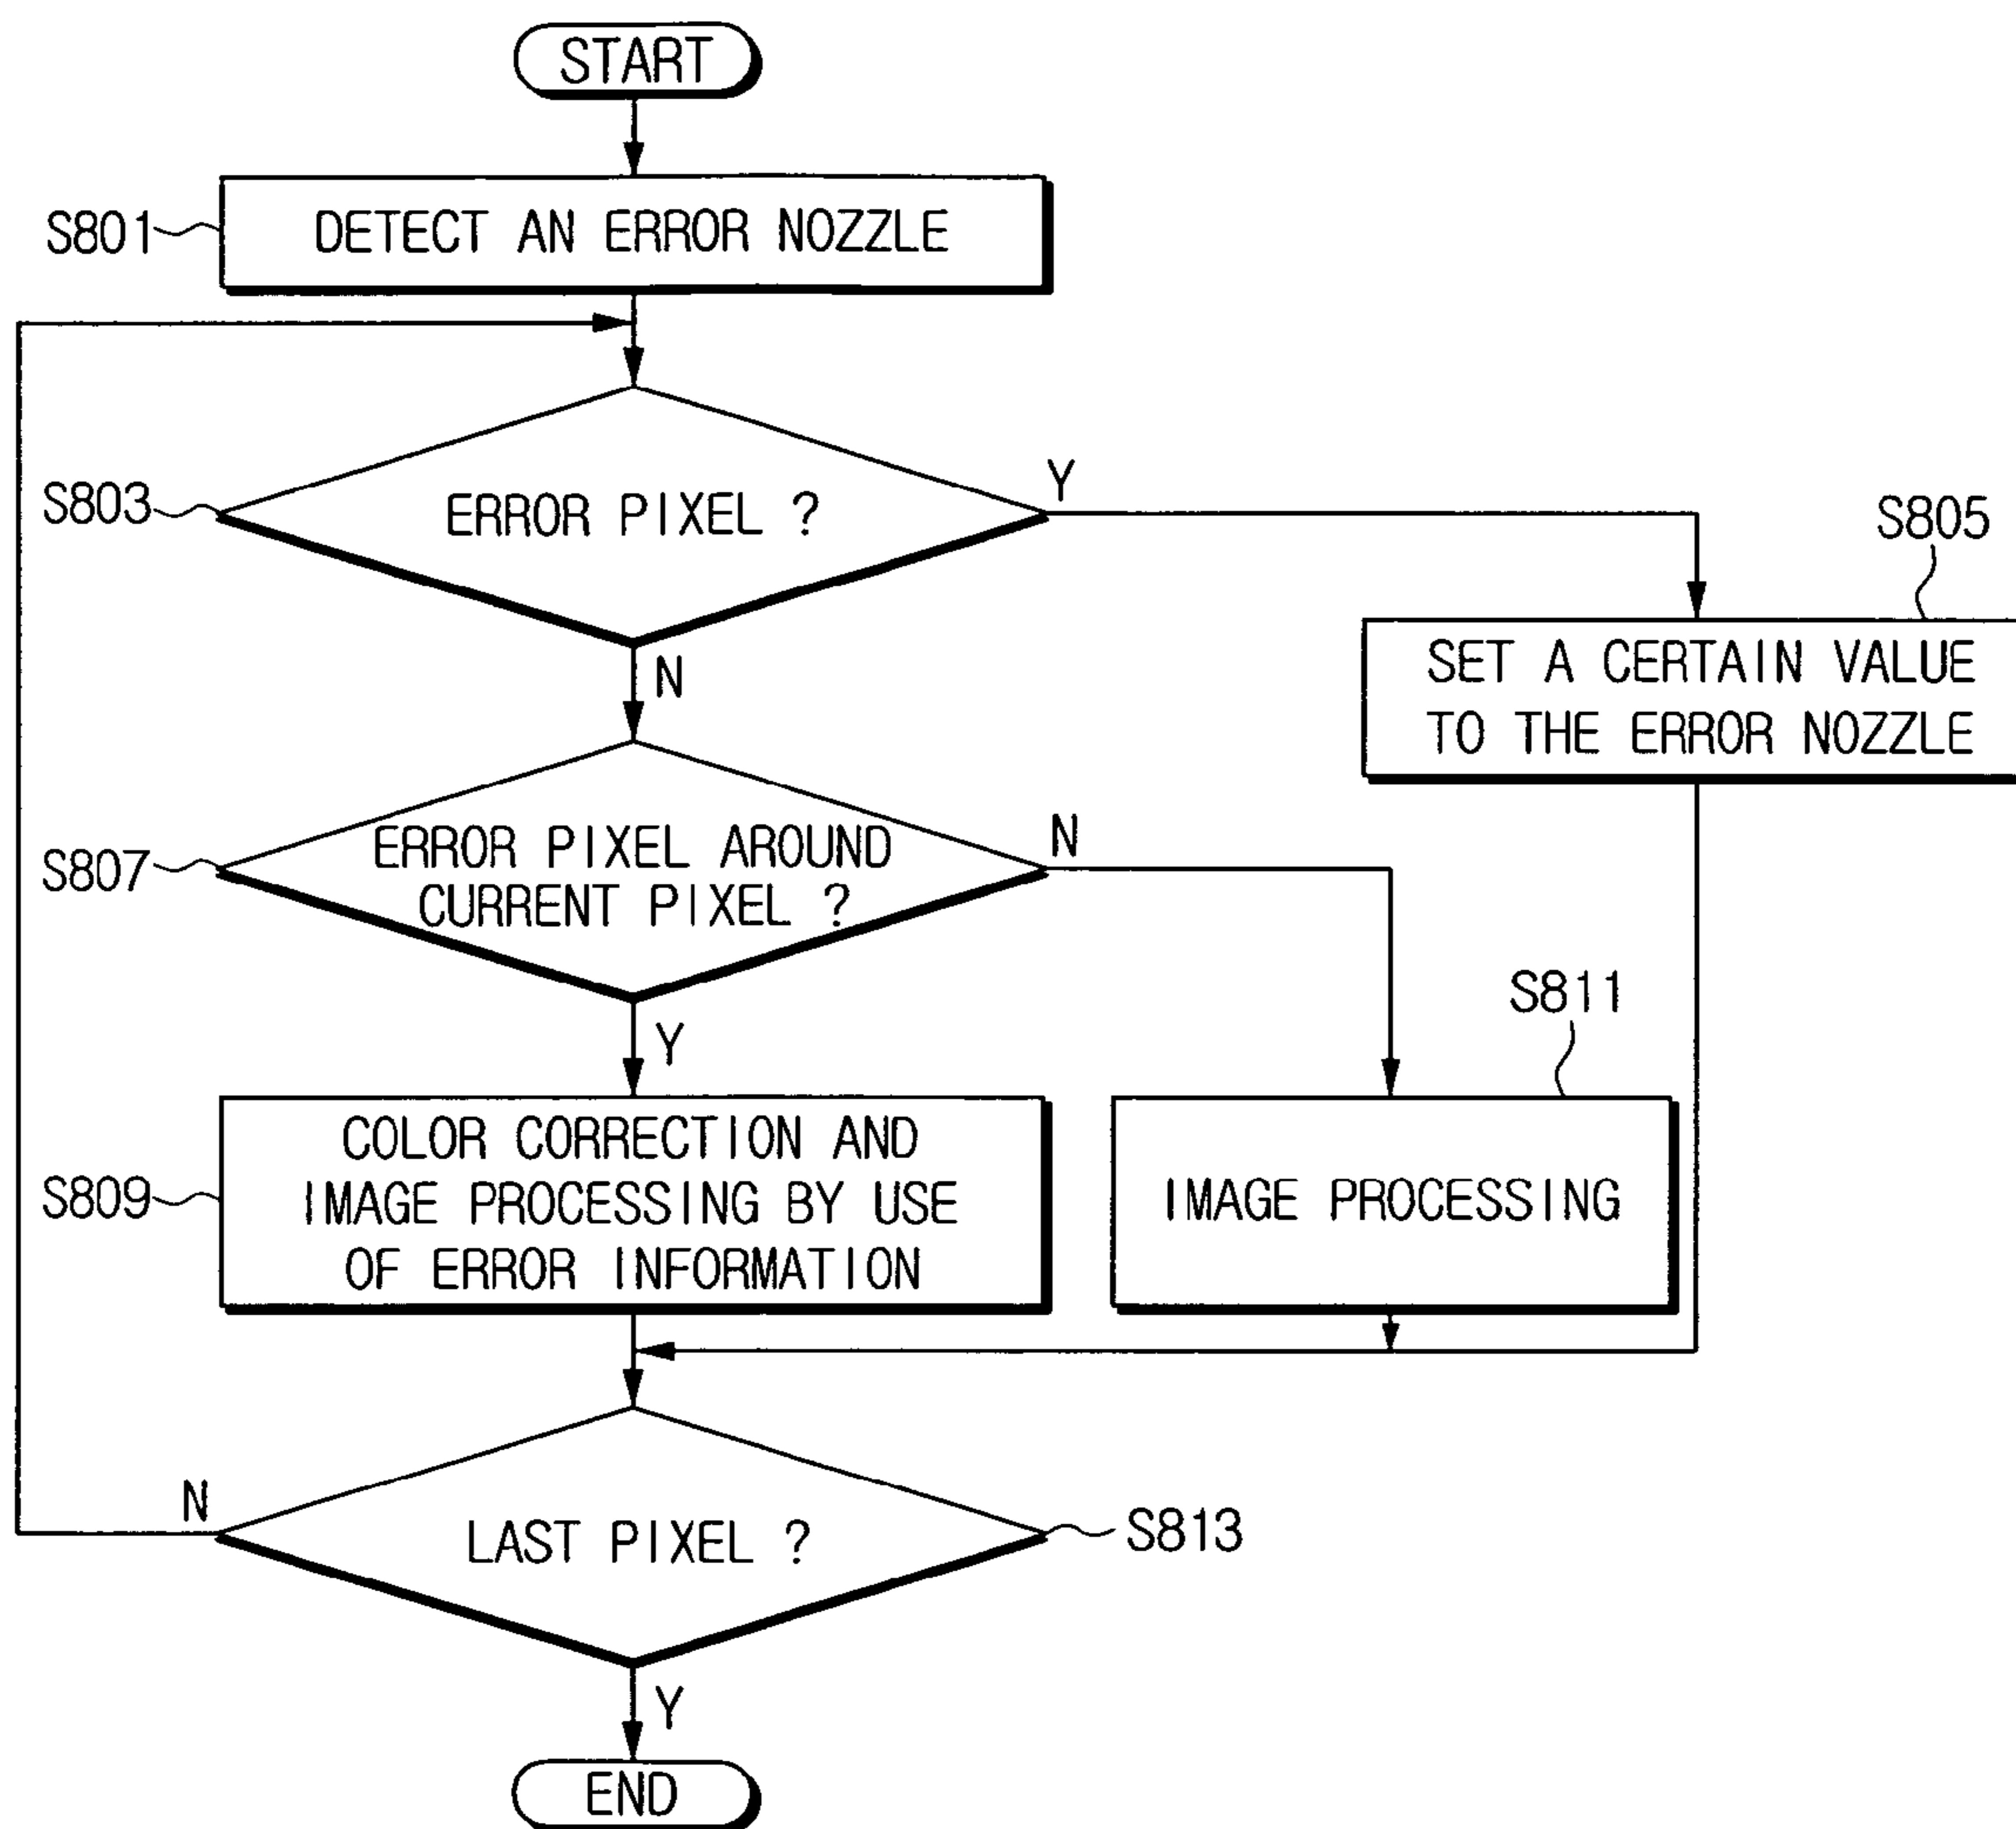 START
S801
DETECT AN ERROR NOZZLE
S803
ERROR PIXEL ?
Y
N
S805
SET A CERTAIN VALUE
TO THE ERROR NOZZLE
S807
ERROR PIXEL AROUND
CURRENT PIXEL ?
N
Y
S809
COLOR CORRECTION AND
IMAGE PROCESSING BY USE
OF ERROR INFORMATION
S811
IMAGE PROCESSING
N
LAST PIXEL ?
S813
Y
END